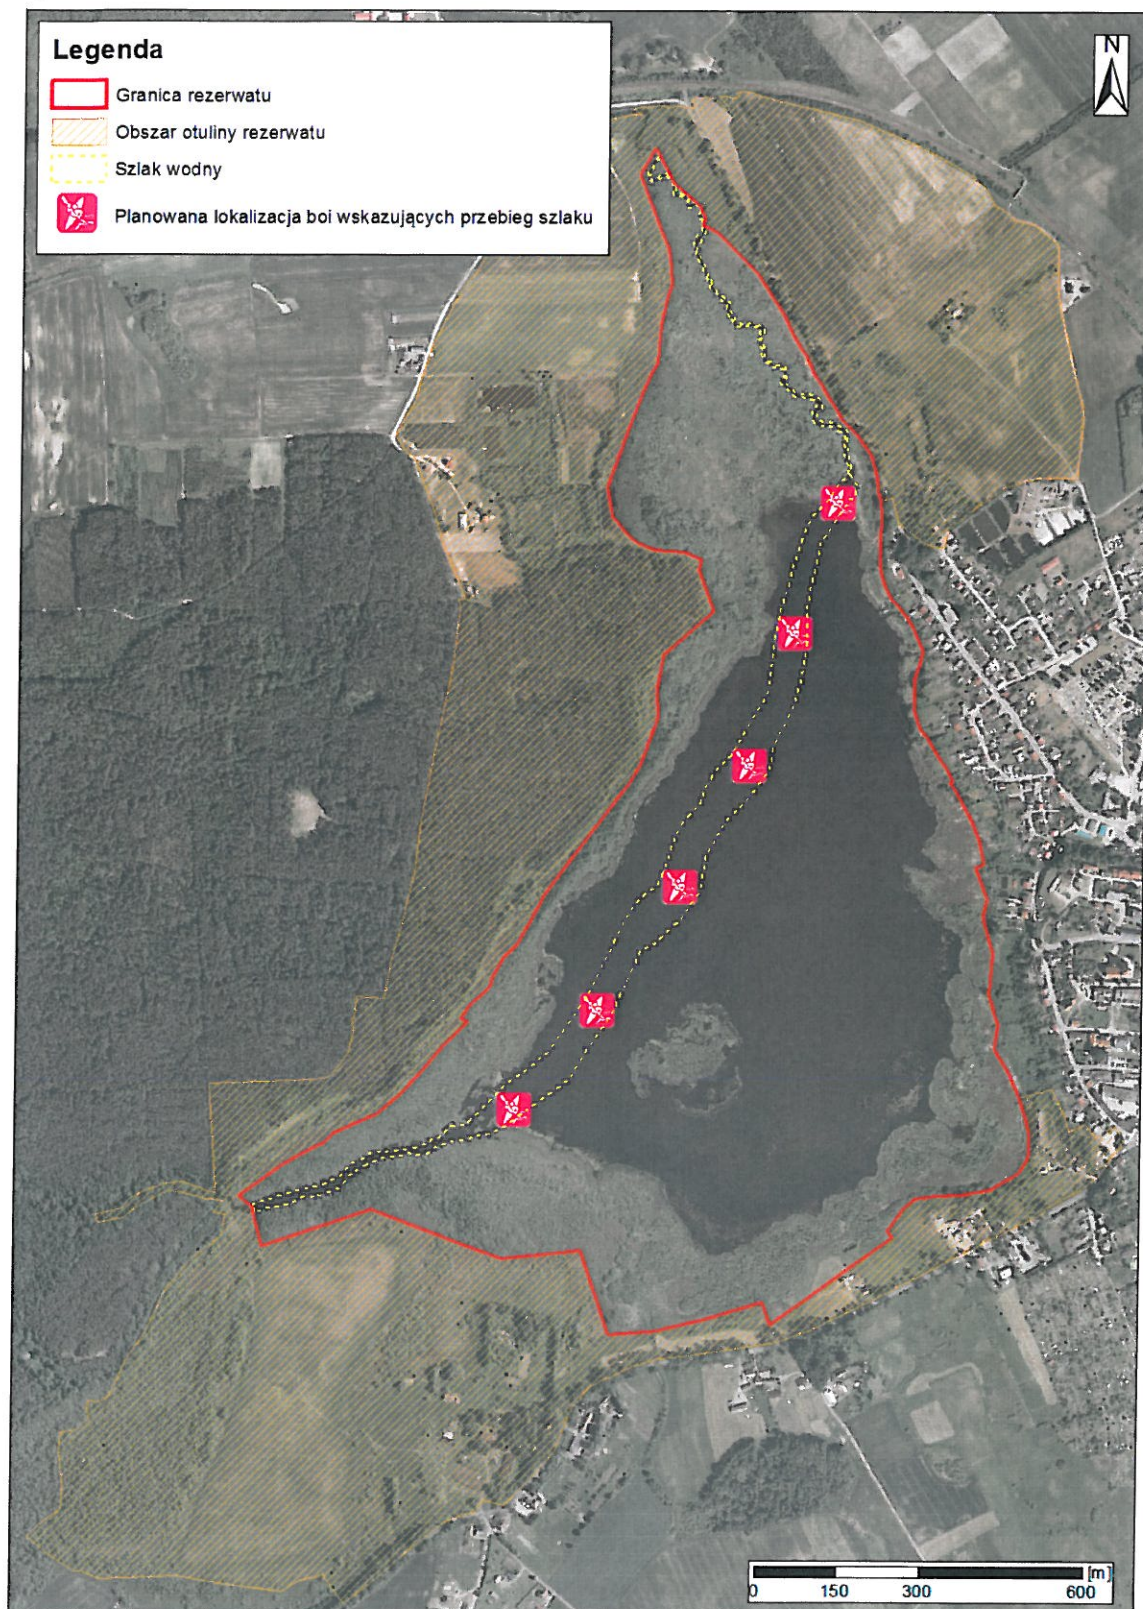 Legenda
Granica rezerwatu
Obszar otuliny rezerwatu
Szlak wodny
Planowana lokalizacja boi wskazujących przebieg szlaku
N
[m]
0 150 300 600